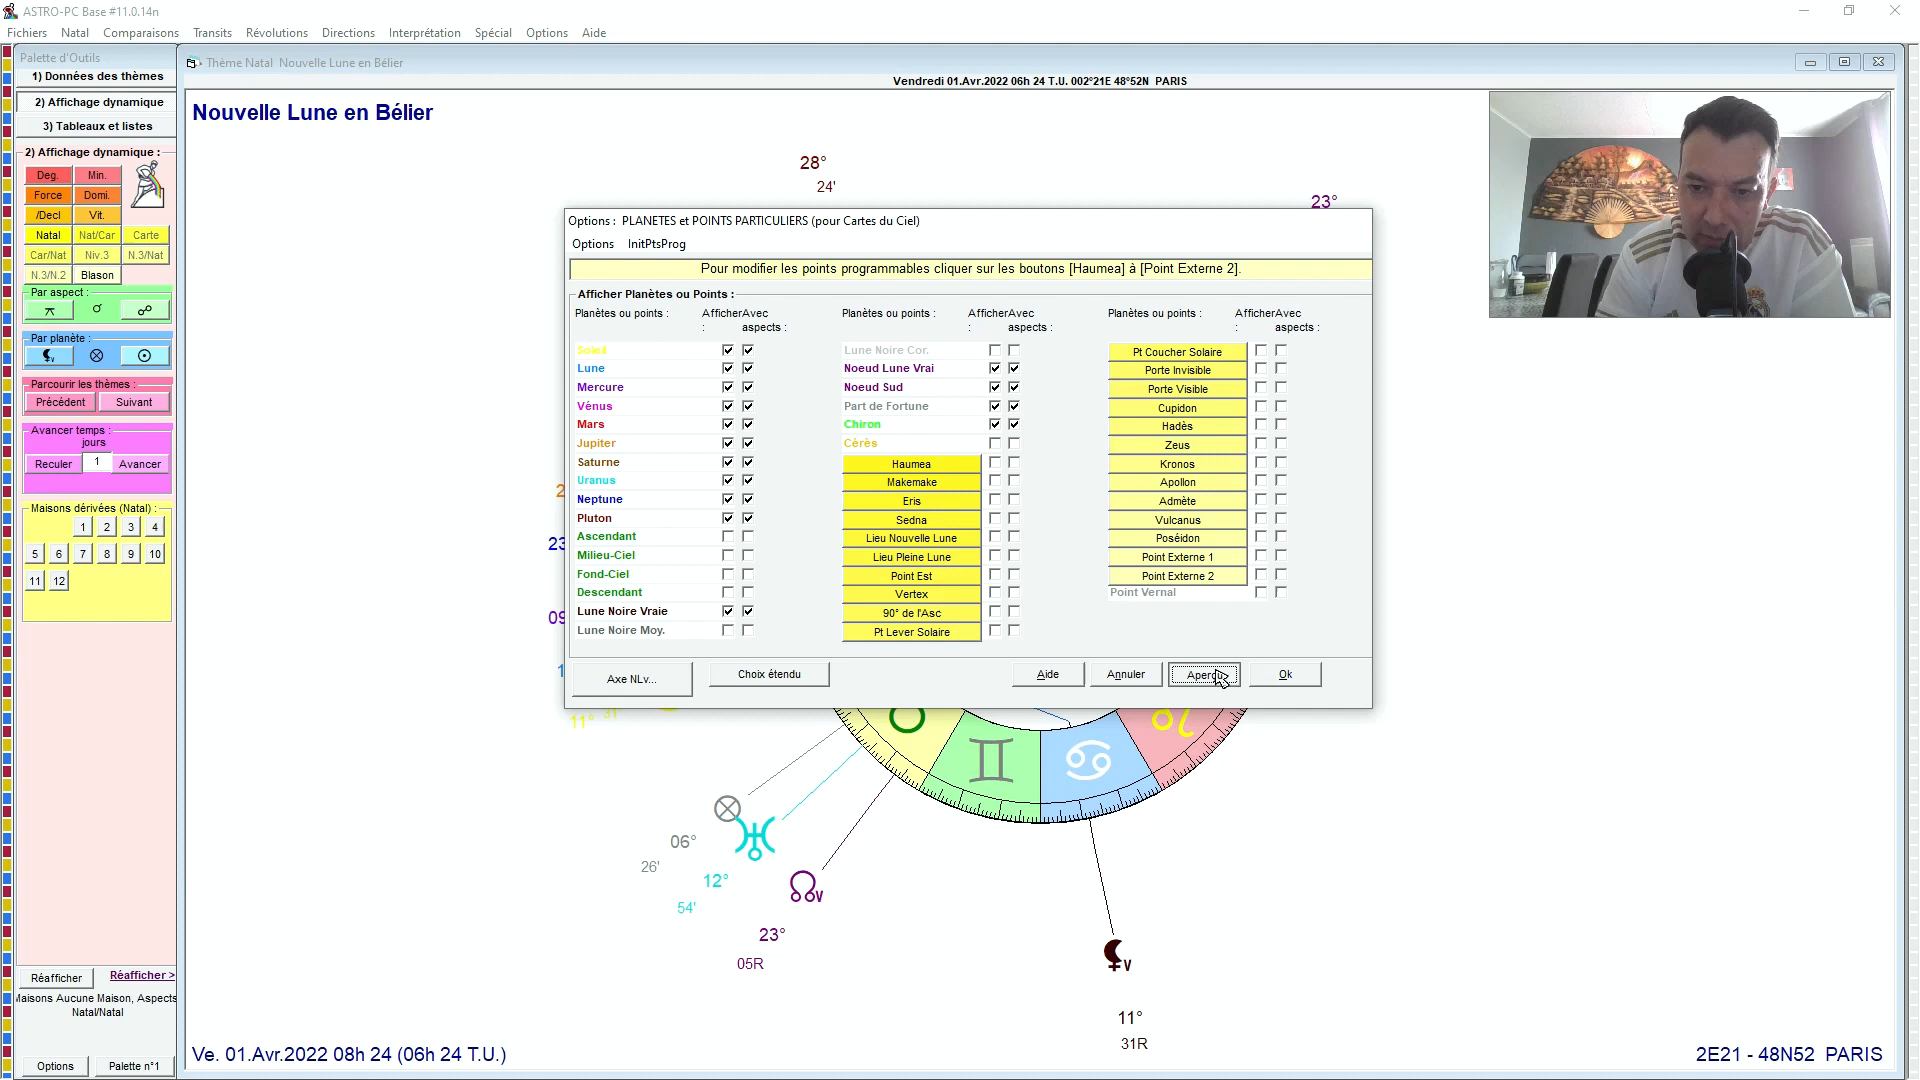 ASTRO-PC Base #11.0.14n
Fichiers Natal Comparaisons Transits Révolutions Directions Interprétation Spécial Options Aide
Palette d'Outils
1) Données des thèmes
2) Affichage dynamique
3) Tableaux et listes
2) Affichage dynamique :
Deg. Min.
Force Domi.
/Decl Vit.
Natal Nat/Car Carte
Car/Nat Niv.3 N.3/Nat
N.3/N.2 Blason
Par aspect :
Par planète :
Parcourir les thèmes :
Précédent Suivant
Avancer temps :
jours
Reculer 1 Avancer
Maisons dérivées (Natal) :
1 2 3 4
5 6 7 8 9 10
11 12
Réafficher Réafficher >
Maisons Aucune Maison, Aspects
Natal/Natal
Options Palette n°1
Thème Natal Nouvelle Lune en Bélier
Vendredi 01.Avr.2022 06h 24 T.U. 002°21E 48°52N PARIS
Nouvelle Lune en Bélier
28°
24'
23°
Options : PLANETES et POINTS PARTICULIERS (pour Cartes du Ciel)
Options InitPtsProg
Pour modifier les points programmables cliquer sur les boutons [Haumea] à [Point Externe 2].
Afficher Planètes ou Points :
Planètes ou points : Afficher : Avec aspects :
Soleil
Lune
Mercure
Vénus
Mars
Jupiter
Saturne
Uranus
Neptune
Pluton
Ascendant
Milieu-Ciel
Fond-Ciel
Descendant
Lune Noire Vraie
Lune Noire Moy.
Planètes ou points : Afficher : Avec aspects :
Lune Noire Cor.
Noeud Lune Vrai
Noeud Sud
Part de Fortune
Chiron
Cérès
Haumea
Makemake
Eris
Sedna
Lieu Nouvelle Lune
Lieu Pleine Lune
Point Est
Vertex
90° de l'Asc
Pt Lever Solaire
Planètes ou points : Afficher : Avec aspects :
Pt Coucher Solaire
Porte Invisible
Porte Visible
Cupidon
Hadès
Zeus
Kronos
Apollon
Admète
Vulcanus
Poséidon
Point Externe 1
Point Externe 2
Point Vernal
Axe NLv... Choix étendu Aide Annuler Aperçu Ok
2
23
09
1
11° 31'
06°
26'
12°
54'
V
23°
05R
V
11°
31R
Ve. 01.Avr.2022 08h 24 (06h 24 T.U.)
2E21 - 48N52 PARIS